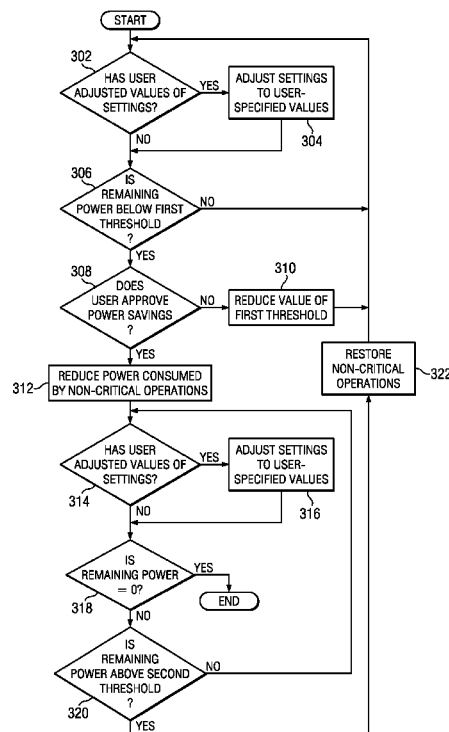 START
302
HAS USER
ADJUSTED VALUES OF
SETTINGS?
YES
ADJUST SETTINGS
TO USER-
SPECIFIED VALUES
304
NO
306
IS
REMAINING
POWER BELOW FIRST
THRESHOLD
?
NO
YES
308
DOES
USER APPROVE
POWER SAVINGS
?
NO
310
REDUCE VALUE OF
FIRST THRESHOLD
YES
312
REDUCE POWER CONSUMED
BY NON-CRITICAL OPERATIONS
RESTORE
NON-CRITICAL
OPERATIONS
322
HAS USER
ADJUSTED VALUES OF
SETTINGS?
314
YES
ADJUST SETTINGS
TO USER-
SPECIFIED VALUES
316
NO
IS
REMAINING POWER
= 0?
318
YES
END
NO
IS
REMAINING
POWER ABOVE SECOND
THRESHOLD
?
320
NO
YES